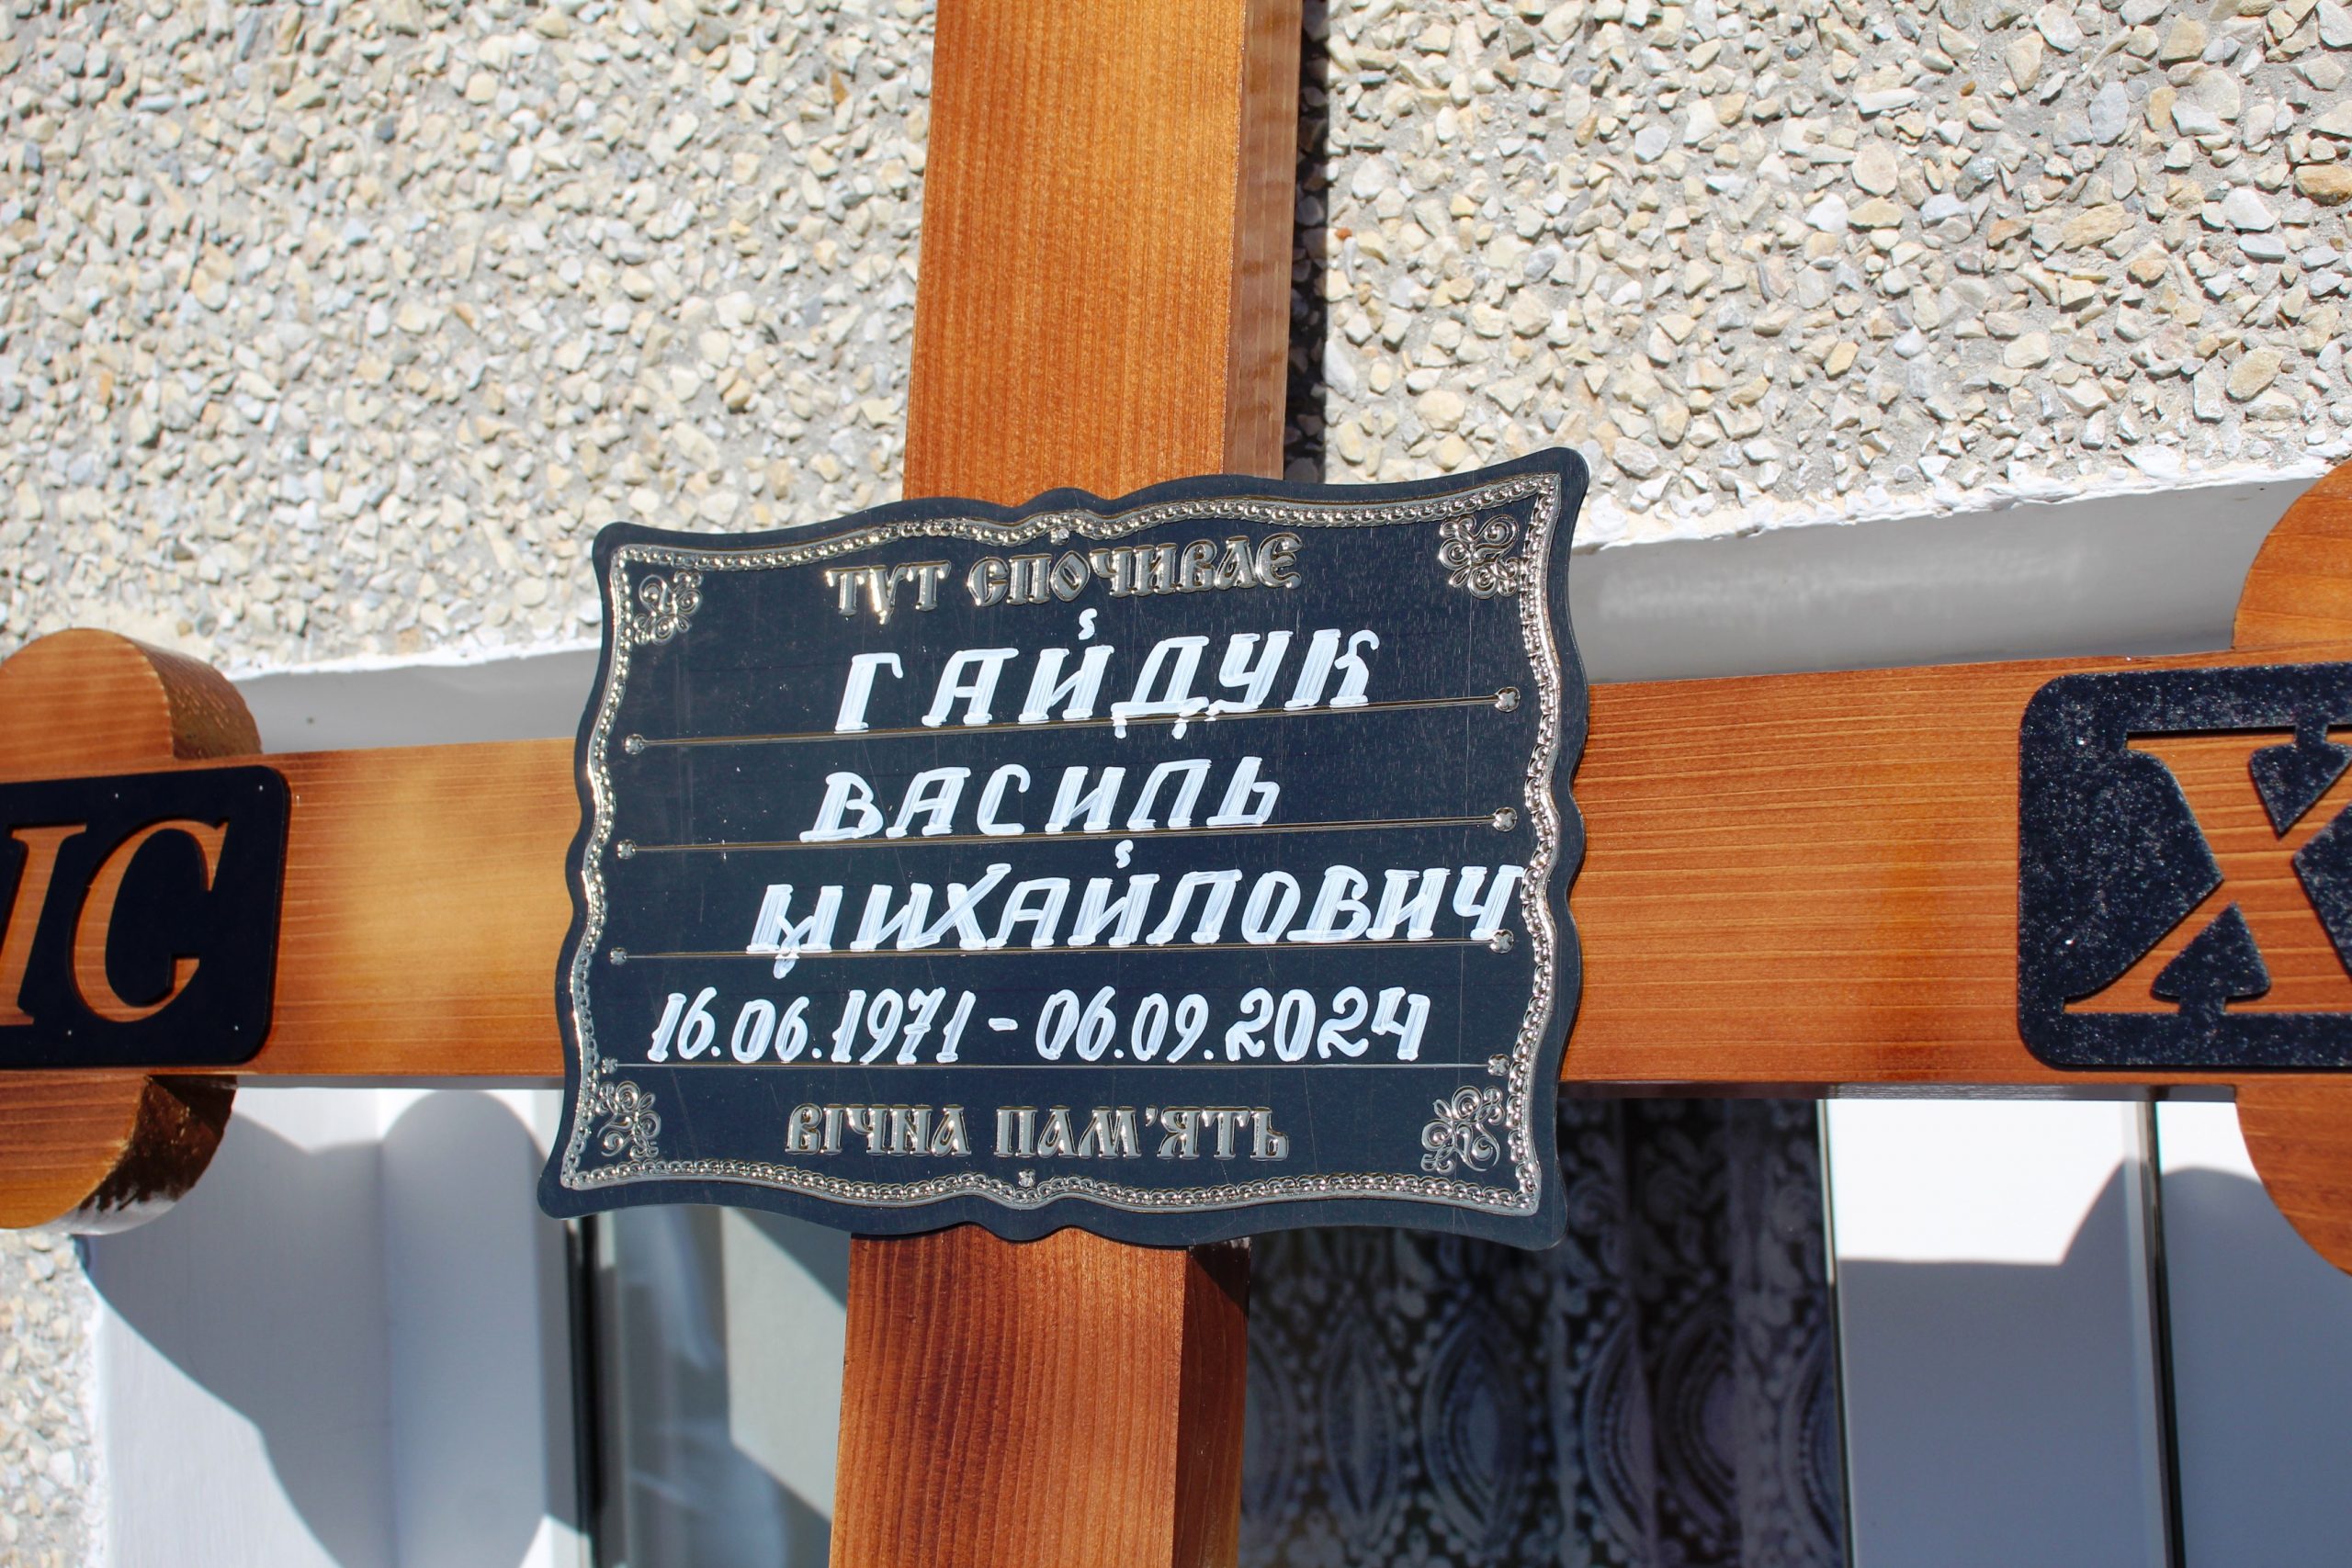 ТУТ СПОЧИВАЄ
ГАЙДУК
ВАСИЛЬ
МИХАЙЛОВИЧ
16.06.1971 - 06.09.2024
ВІЧНА ПАМ'ЯТЬ
ІС
Х